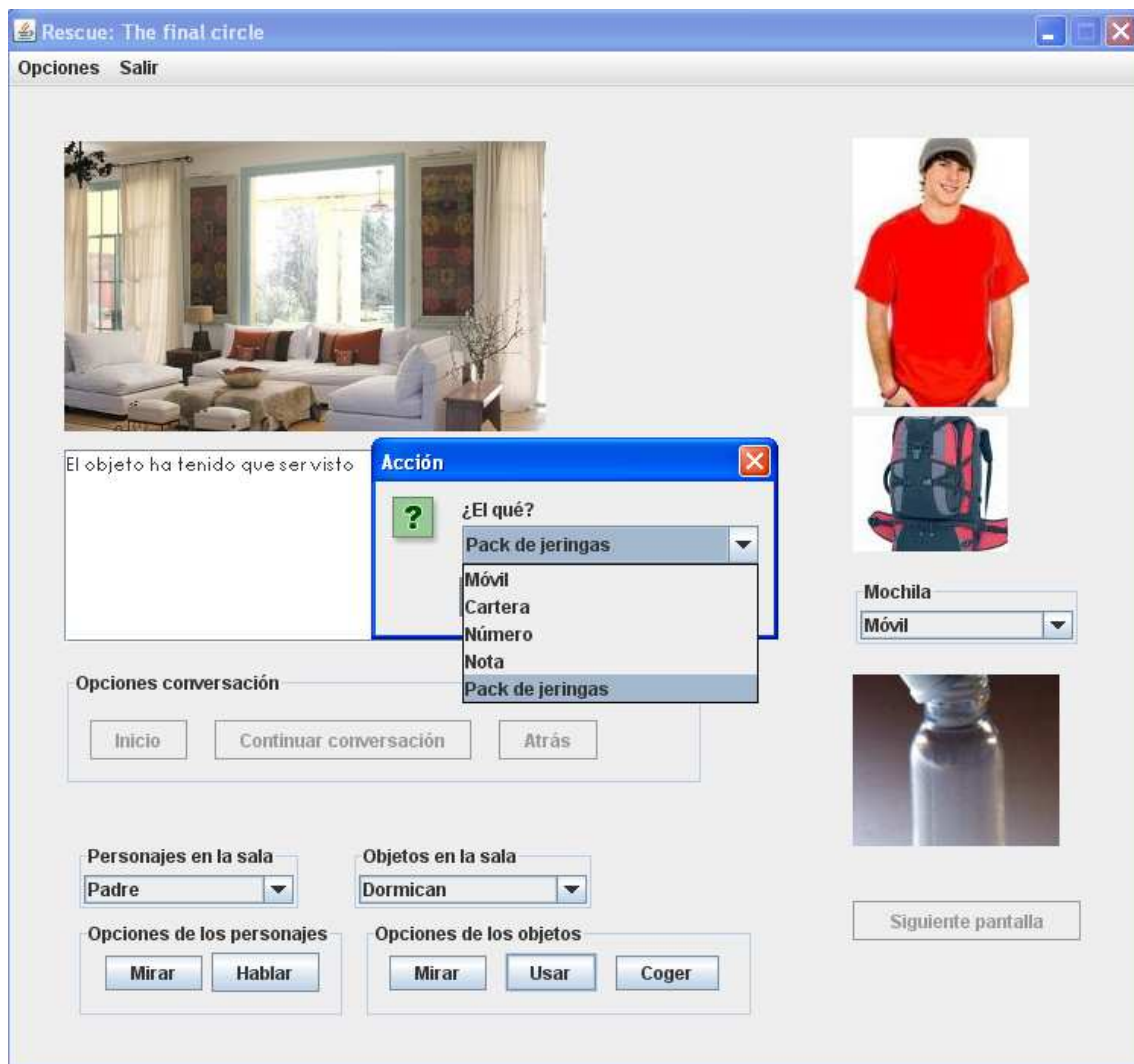 Rescue: The final circle
Opciones Salir
El objeto ha tenido que ser visto
Acción
¿El qué?
Pack de jeringas
Móvil
Cartera
Número
Nota
Pack de jeringas
Mochila
Móvil
Opciones conversación
Inicio Continuar conversación Atrás
Personajes en la sala Objetos en la sala
Padre Dormican
Siguiente pantalla
Opciones de los personajes Opciones de los objetos
Mirar Hablar Mirar Usar Coger